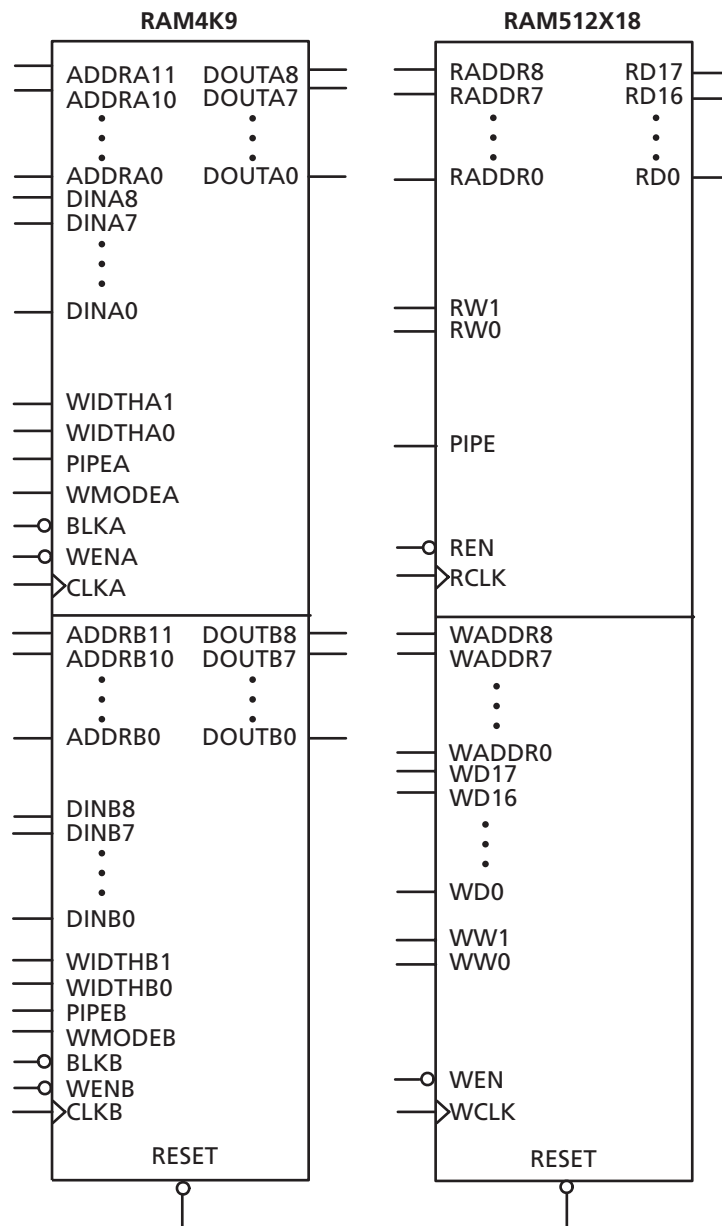 RAM4K9
ADDRA11 DOUTA8
ADDRA10 DOUTA7
ADDRA0 DOUTA0
DINA8
DINA7
DINA0
WIDTHA1
WIDTHA0
PIPEA
WMODEA
BLKA
WENA
CLKA
ADDRB11 DOUTB8
ADDRB10 DOUTB7
ADDRB0 DOUTB0
DINB8
DINB7
DINB0
WIDTHB1
WIDTHB0
PIPEB
WMODEB
BLKB
WENB
CLKB
RESET
RAM512X18
RADDR8 RD17
RADDR7 RD16
RADDR0 RD0
RW1
RW0
PIPE
REN
RCLK
WADDR8
WADDR7
WADDR0
WD17
WD16
WD0
WW1
WW0
WEN
WCLK
RESET